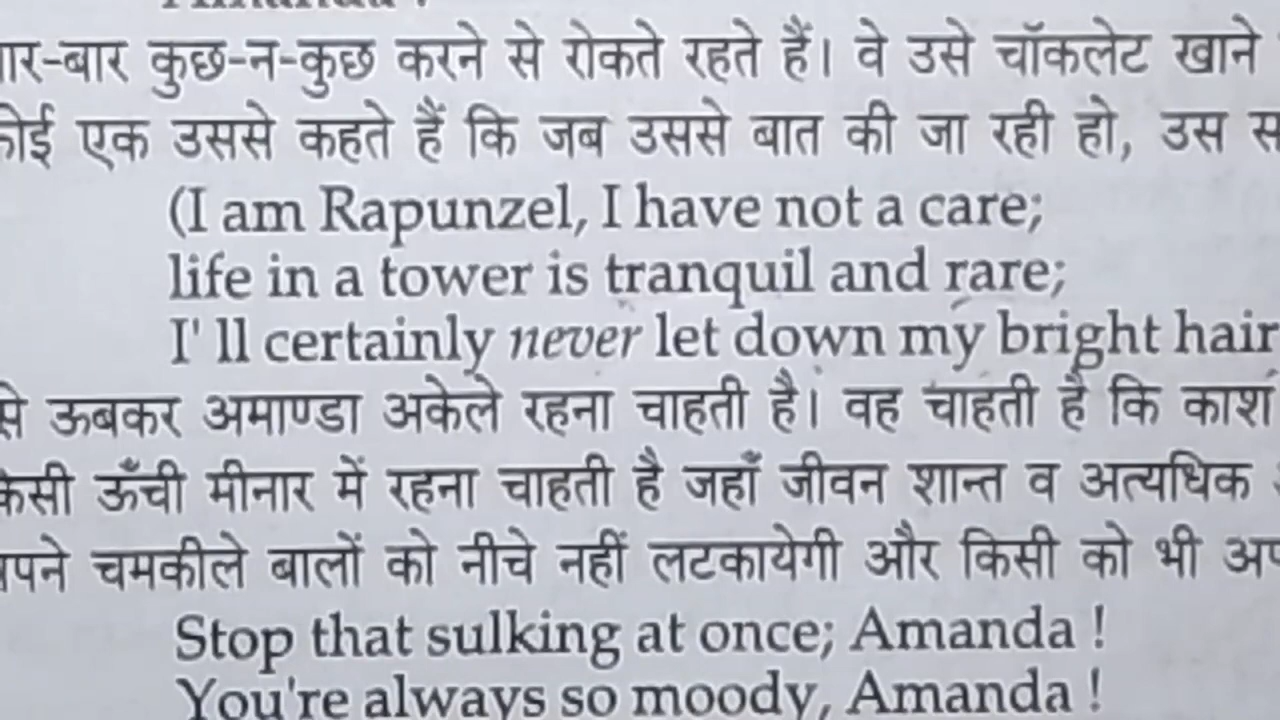 बार-बार कुछ-न-कुछ करने से रोकते रहते हैं। वे उसे चॉकलेट खाने
कोई एक उससे कहते हैं कि जब उससे बात की जा रही हो, उस
(I am Rapunzel, I have not a care;
life in a tower is tranquil and rare;
I' ll certainly never let down my bright hair
से ऊबकर अमाण्डा अकेले रहना चाहती है। वह चाहती है कि काश
किसी ऊँची मीनार में रहना चाहती है जहाँ जीवन शान्त व अत्यधिक
अपने चमकीले बालों को नीचे नहीं लटकायेगी और किसी को भी
Stop that sulking at once; Amanda !
You're always so moody, Amanda !